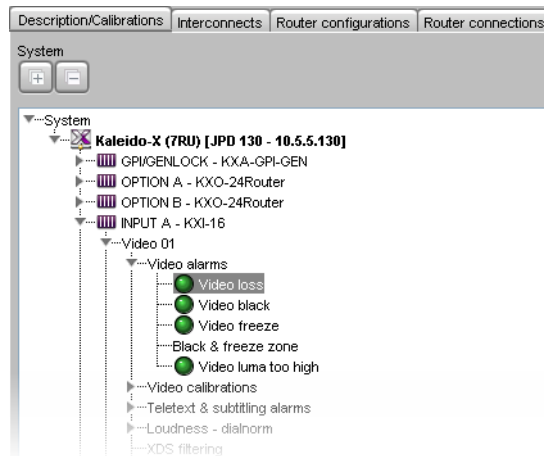 Description/Calibrations Interconnects Router configurations Router connections
System
System
Kaleido-X (7RU) [JPD 130 - 10.5.5.130]
GPI/GENLOCK - KXA-GPI-GEN
OPTION A - KXO-24Router
OPTION B - KXO-24Router
INPUT A - KXI-16
Video 01
Video alarms
Video loss
Video black
Video freeze
Black & freeze zone
Video luma too high
Video calibrations
Teletext & subtitling alarms
Loudness - dialnorm
XDS filtering